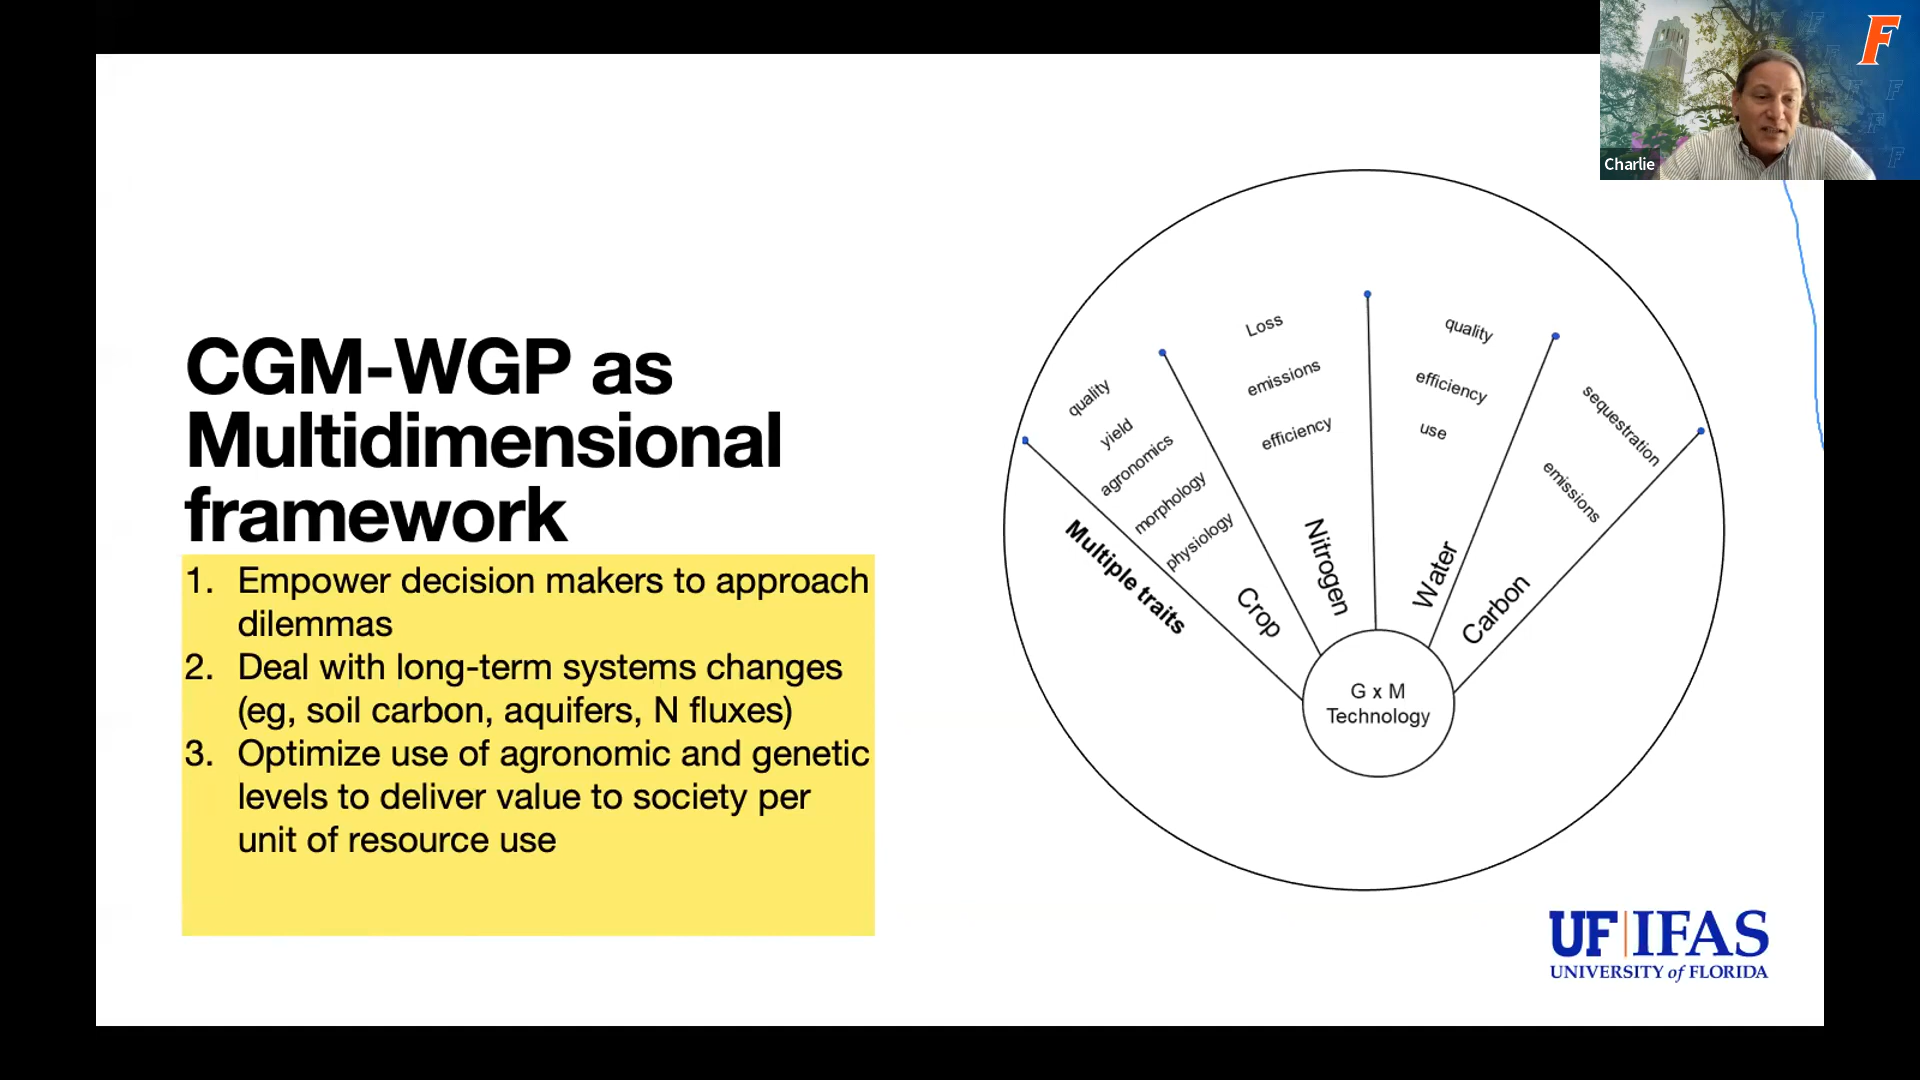 F
Charlie
CGM-WGP as
Multidimensional
framework
1. Empower decision makers to approach
dilemmas
2. Deal with long-term systems changes
(eg, soil carbon, aquifers, N fluxes)
3. Optimize use of agronomic and genetic
levels to deliver value to society per
unit of resource use
Multiple traits
quality
yield
agronomics
morphology
physiology
Crop
Loss
emissions
efficiency
Nitrogen
quality
efficiency
use
Water
sequestration
emissions
Carbon
G x M
Technology
UF|IFAS
UNIVERSITY of FLORIDA